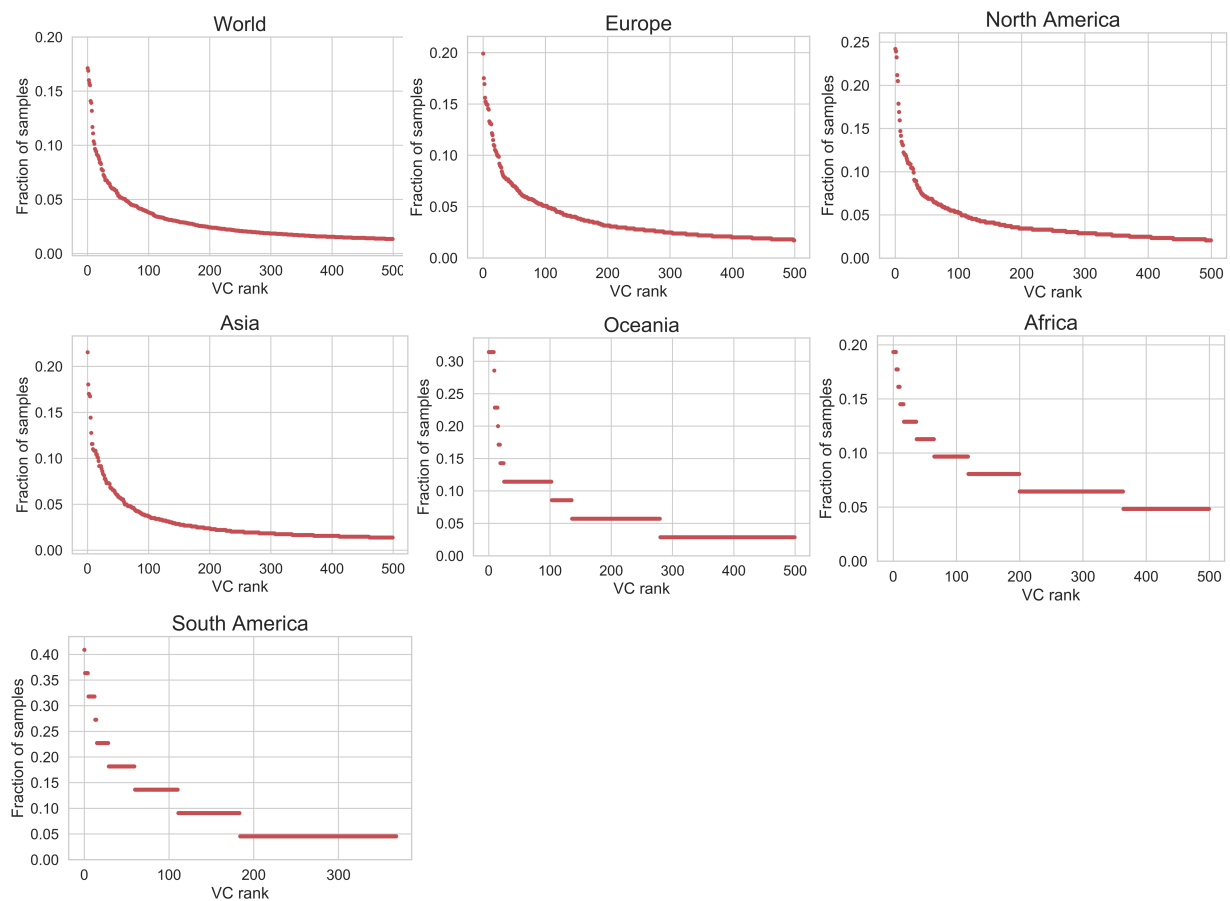 World
Fraction of samples
0.20
0.15
0.10
0.05
0.00
0 100 200 300 400 500
VC rank
Europe
Fraction of samples
0.20
0.15
0.10
0.05
0.00
0 100 200 300 400 500
VC rank
North America
Fraction of samples
0.25
0.20
0.15
0.10
0.05
0.00
0 100 200 300 400 500
VC rank
Asia
Fraction of samples
0.20
0.15
0.10
0.05
0.00
0 100 200 300 400 500
VC rank
Oceania
Fraction of samples
0.30
0.25
0.20
0.15
0.10
0.05
0.00
0 100 200 300 400 500
VC rank
Africa
Fraction of samples
0.20
0.15
0.10
0.05
0.00
0 100 200 300 400 500
VC rank
South America
Fraction of samples
0.40
0.35
0.30
0.25
0.20
0.15
0.10
0.05
0.00
0 100 200 300
VC rank